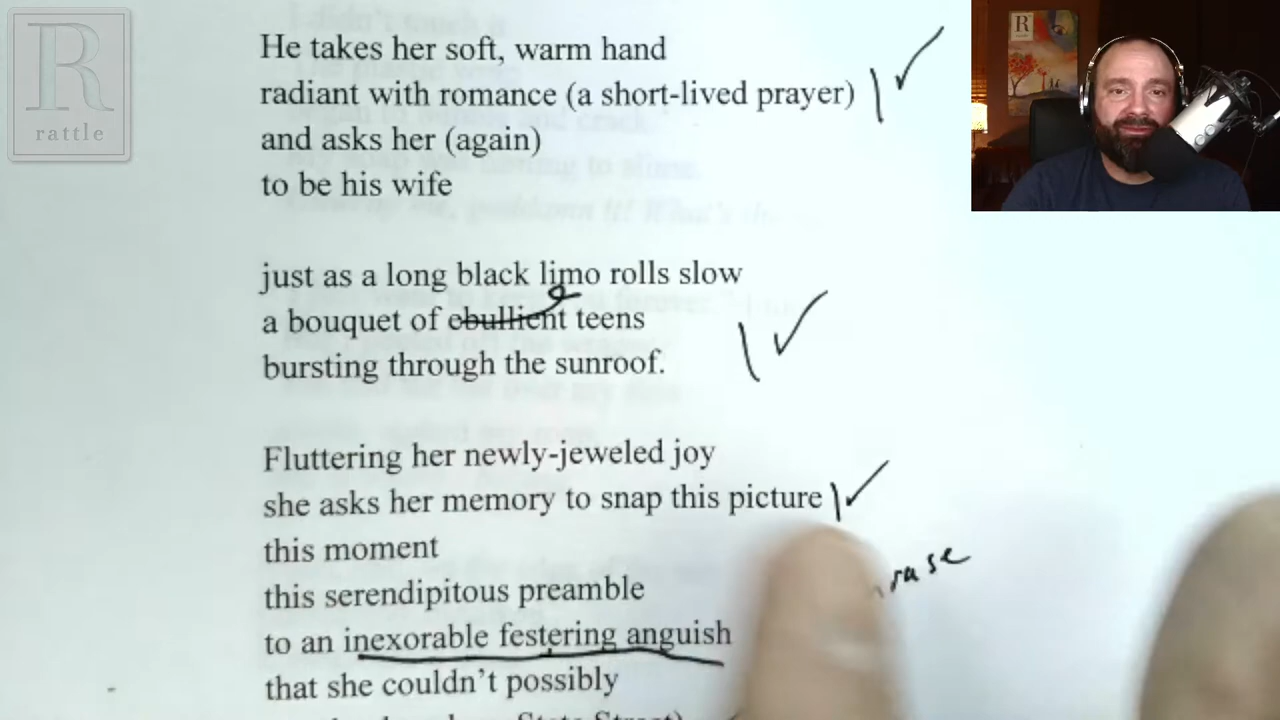 R
rattle
He takes her soft, warm hand
radiant with romance (a short-lived prayer)
and asks her (again)
to be his wife
just as a long black limo rolls slow
a bouquet of ebullient teens
bursting through the sunroof.
Fluttering her newly-jeweled joy
she asks her memory to snap this picture
this moment
this serendipitous preamble
to an inexorable festering anguish
that she couldn't possibly
State Street)